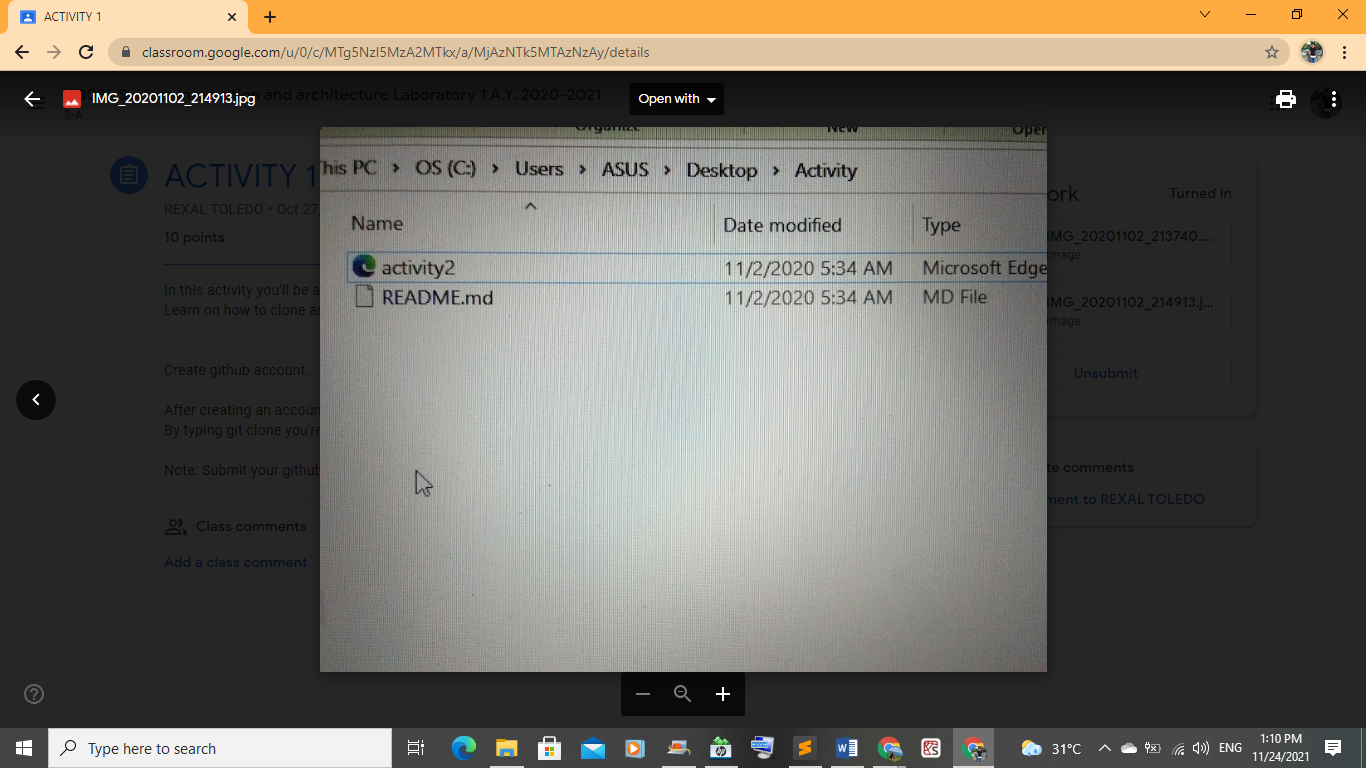 ACTIVITY 1
classroom.google.com/u/0/c/MTg5NzI5MzA2MTkx/a/MjAzNTk5MTAzNzAy/details
IMG_20201102_214913.jpg
and architecture Laboratory 1 A.Y. 2020-2021
3-A
Open with
ACTIVITY 1
REXAL TOLEDO • Oct 27,
10 points
In this activity you'll be a
Learn on how to clone
Create github account.
After creating an accoun
By typing git clone you're
Note: Submit your github
Class comments
Add a class comment
Organize New Open
This PC > OS (C:) > Users > ASUS > Desktop > Activity
Name Date modified Type
activity2 11/2/2020 5:34 AM Microsoft Edge
README.md 11/2/2020 5:34 AM MD File
ork Turned in
IMG_20201102_213740....
Image
IMG_20201102_214913.j...
Image
Unsubmit
te comments
ment to REXAL TOLEDO
Type here to search
31°C
ENG
1:10 PM
11/24/2021